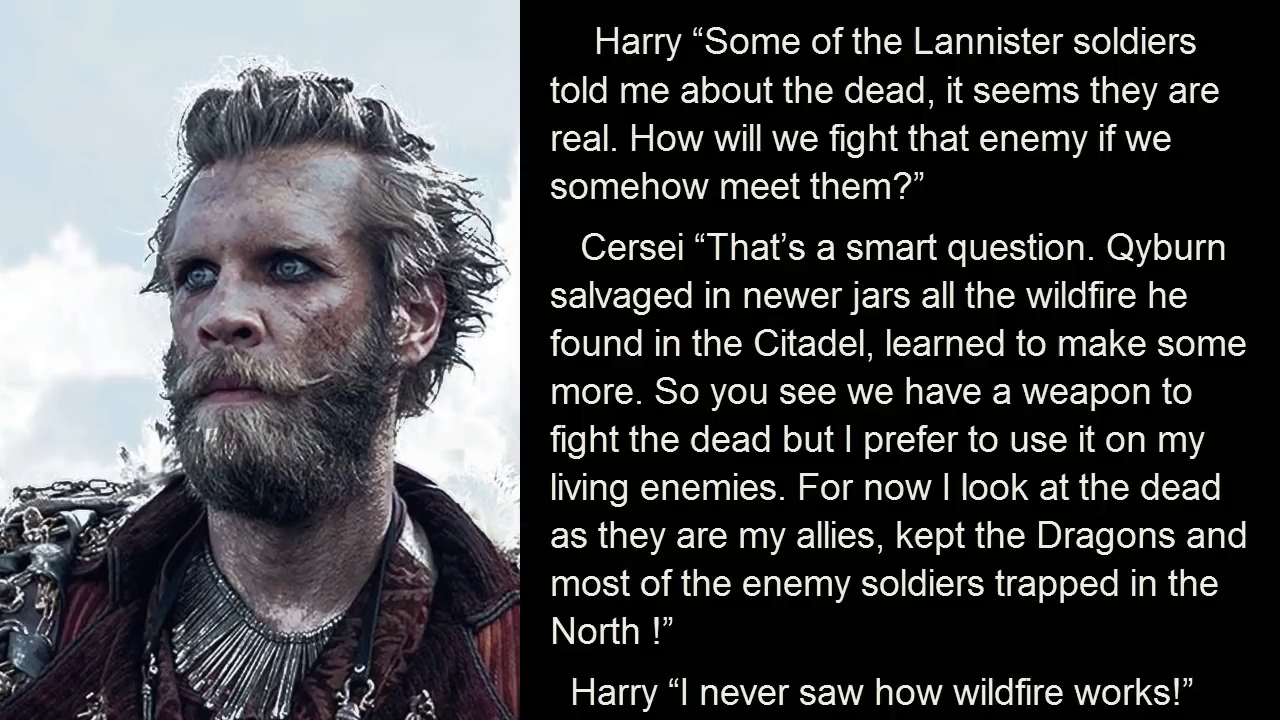 Harry “Some of the Lannister soldiers
told me about the dead, it seems they are
real. How will we fight that enemy if we
somehow meet them?”
Cersei “That’s a smart question. Qyburn
salvaged in newer jars all the wildfire he
found in the Citadel, learned to make some
more. So you see we have a weapon to
fight the dead but I prefer to use it on my
living enemies. For now I look at the dead
as they are my allies, kept the Dragons and
most of the enemy soldiers trapped in the
North !”
Harry “I never saw how wildfire works!”